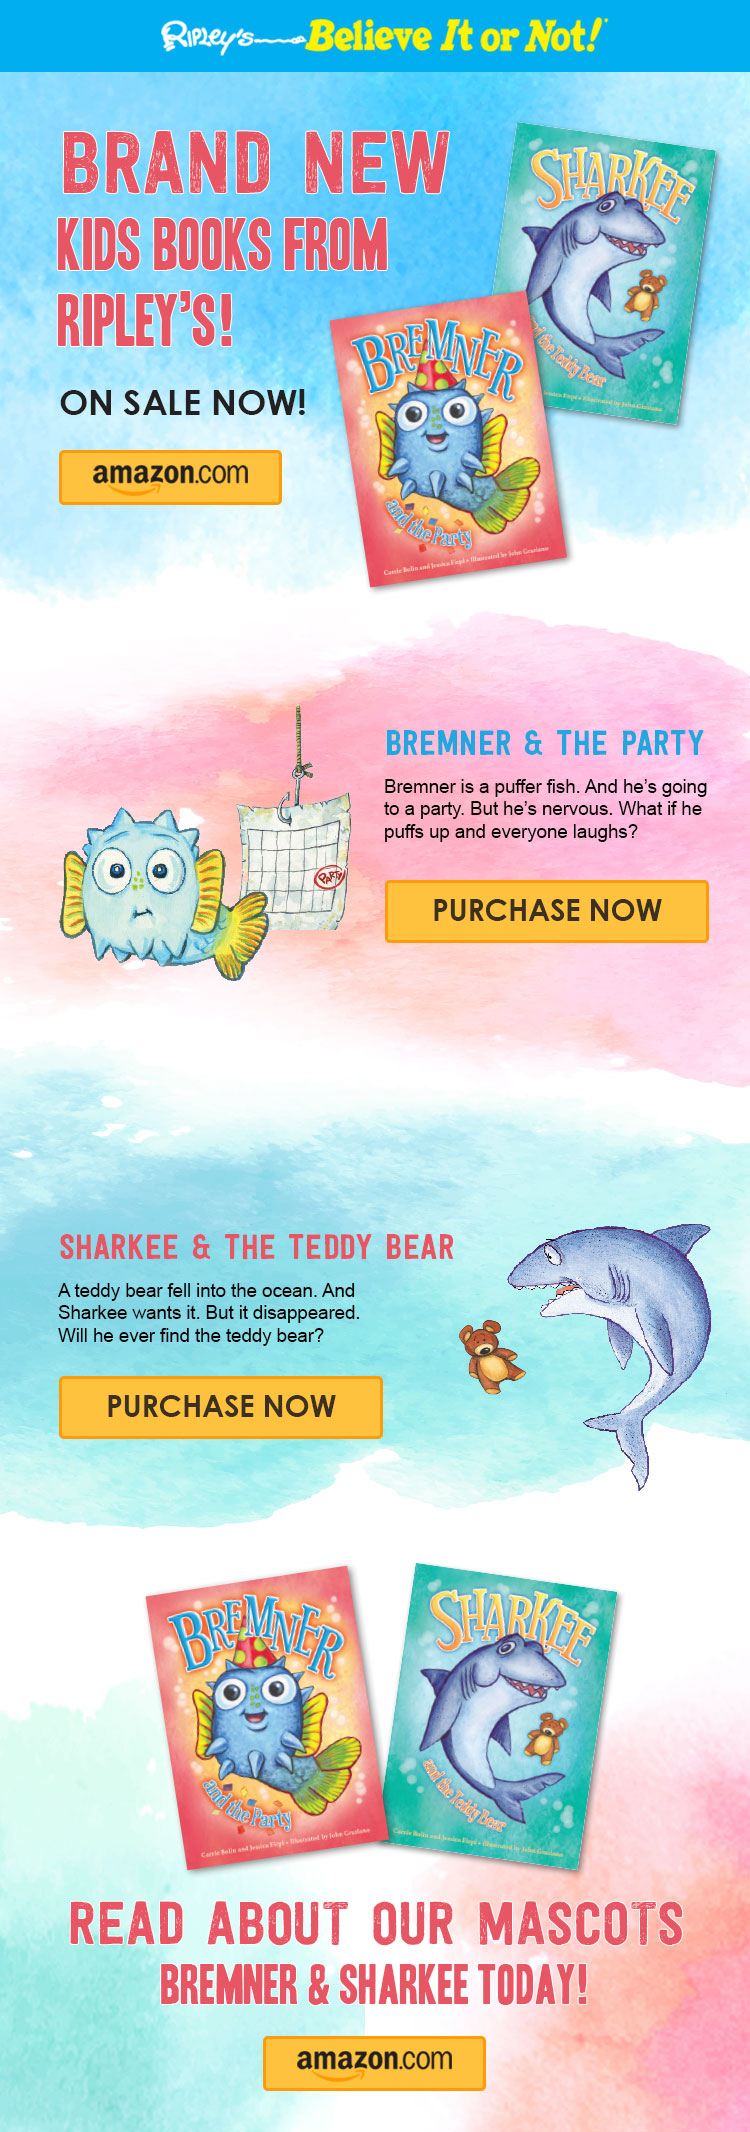 Ripley's Believe It or Not!
BRAND NEW
KIDS BOOKS FROM
RIPLEY'S!
ON SALE NOW!
amazon.com
SHARKEE
and the Teddy Bear
Jessica Firpi • Illustrated by John Graziano
BREMNER
and the Party
Carrie Bolin and Jessica Firpi • Illustrated by John Graziano
BREMNER & THE PARTY
Bremner is a puffer fish. And he's going
to a party. But he's nervous. What if he
puffs up and everyone laughs?
PARTY
PURCHASE NOW
SHARKEE & THE TEDDY BEAR
A teddy bear fell into the ocean. And
Sharkee wants it. But it disappeared.
Will he ever find the teddy bear?
PURCHASE NOW
BREMNER
and the Party
Carrie Bolin and Jessica Firpi • Illustrated by John Graziano
SHARKEE
and the Teddy Bear
Carrie Bolin and Jessica Firpi • Illustrated by John Graziano
READ ABOUT OUR MASCOTS
BREMNER & SHARKEE TODAY!
amazon.com